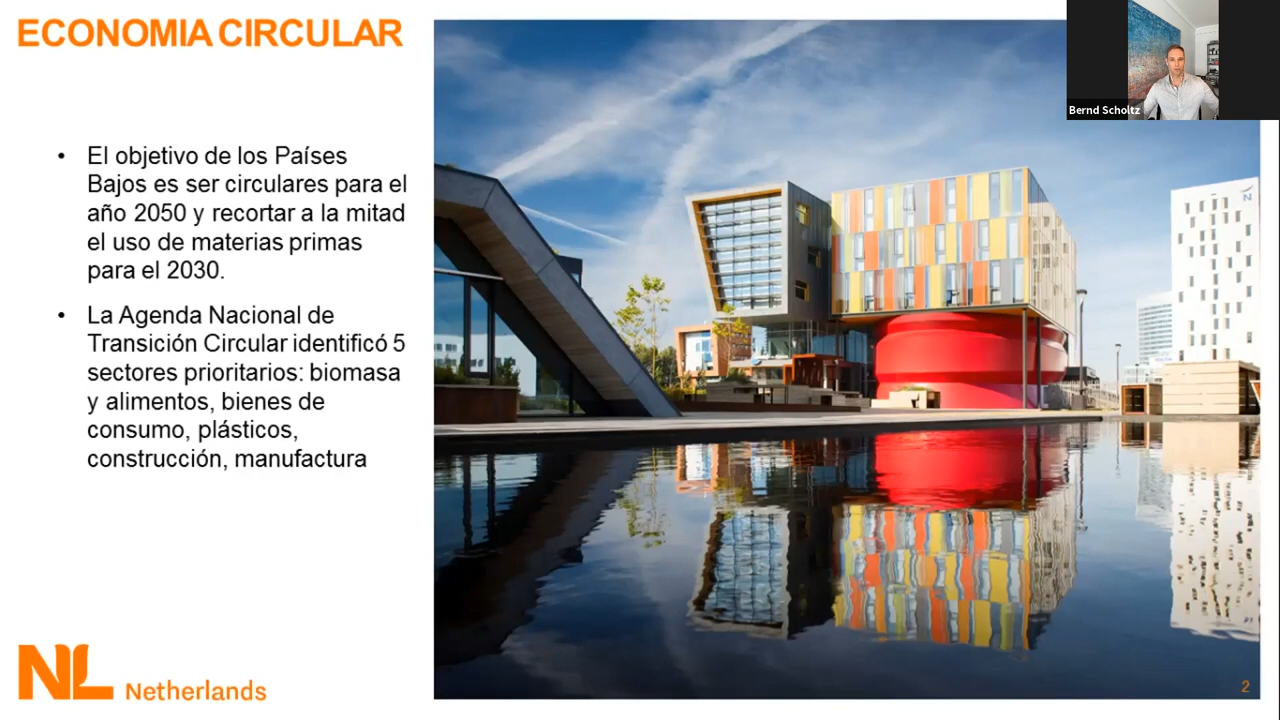 ECONOMIA CIRCULAR
Bernd Scholtz
• El objetivo de los Países
Bajos es ser circulares para el
año 2050 y recortar a la mitad
el uso de materias primas
para el 2030.
• La Agenda Nacional de
Transición Circular identificó 5
sectores prioritarios: biomasa
y alimentos, bienes de
consumo, plásticos,
construcción, manufactura
N
NL Netherlands
2